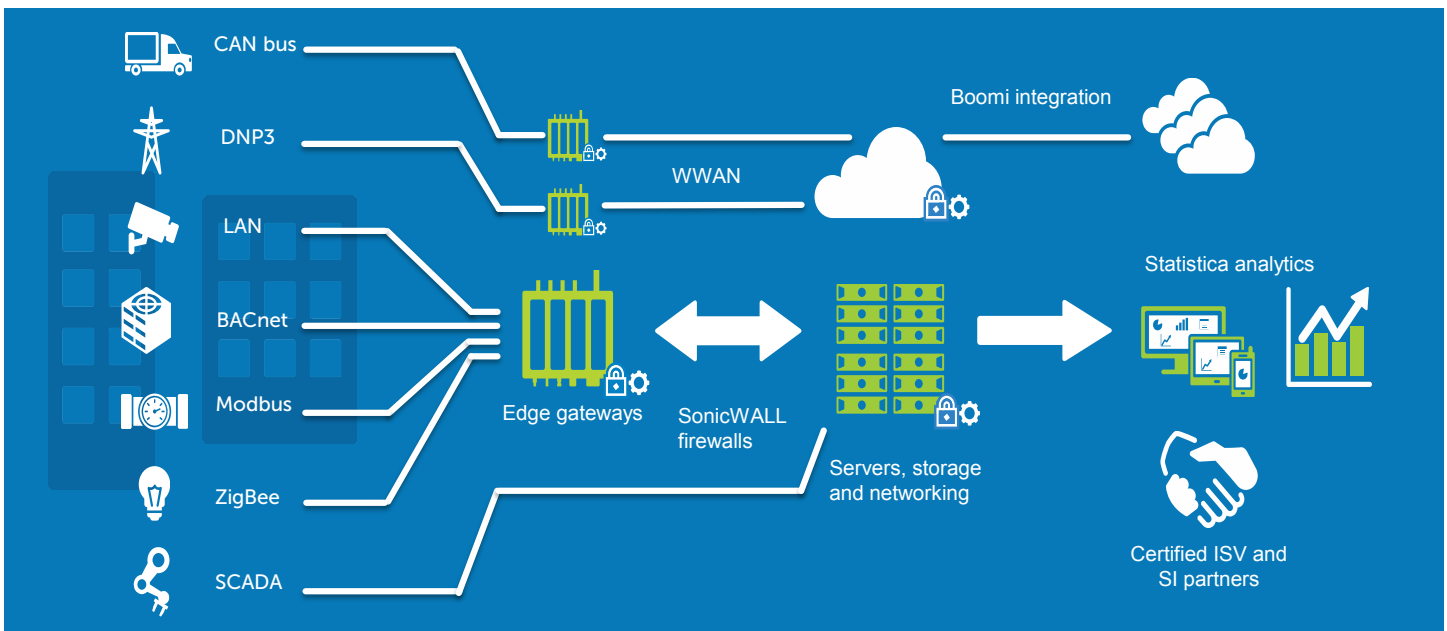 CAN bus
DNP3
LAN
BACnet
Modbus
ZigBee
SCADA
WWAN
Boomi integration
Edge gateways
SonicWALL
firewalls
Servers, storage
and networking
Statistica analytics
Certified ISV and
SI partners